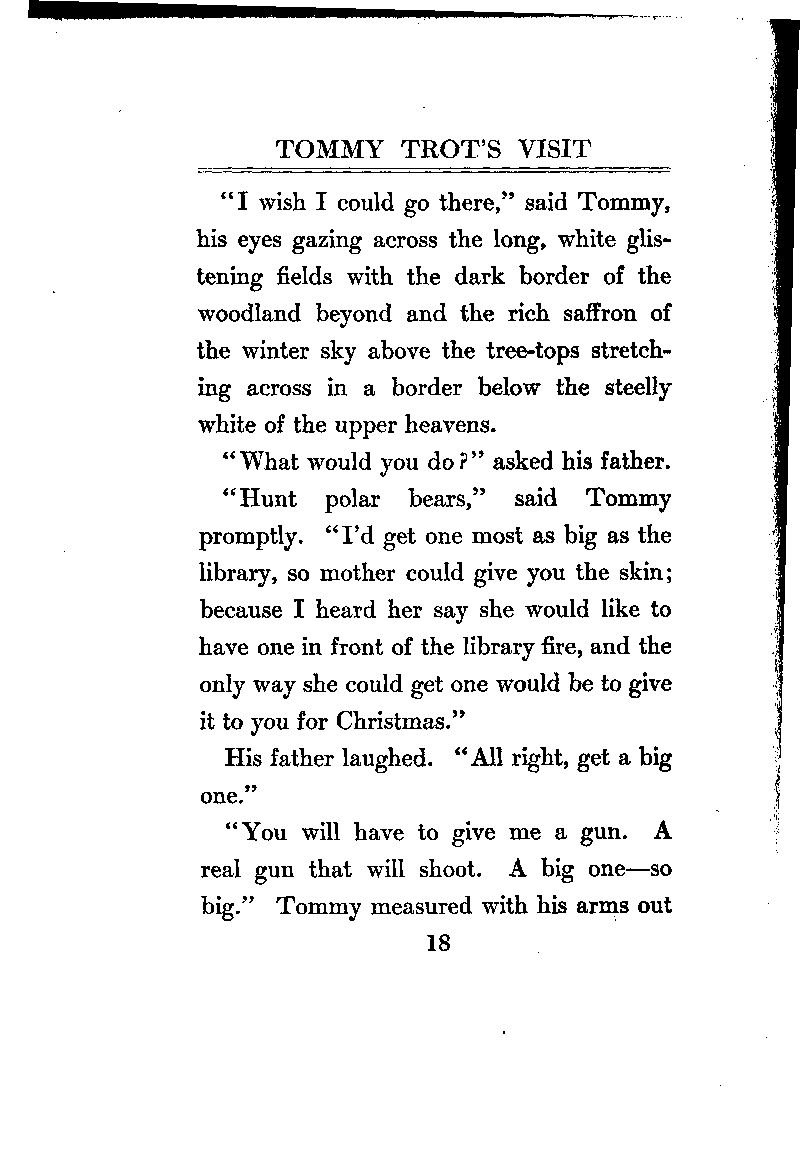 TOMMY TROT'S VISIT
"I wish I could go there," said Tommy,
his eyes gazing across the long, white glis-
tening fields with the dark border of the
woodland beyond and the rich saffron of
the winter sky above the tree-tops stretch-
ing across in a border below the steelly
white of the upper heavens.
"What would you do?" asked his father.
"Hunt polar bears," said Tommy
promptly. "I'd get one most as big as the
library, so mother could give you the skin;
because I heard her say she would like to
have one in front of the library fire, and the
only way she could get one would be to give
it to you for Christmas."
His father laughed. "All right, get a big
one."
"You will have to give me a gun. A
real gun that will shoot. A big one—so
big." Tommy measured with his arms out
18